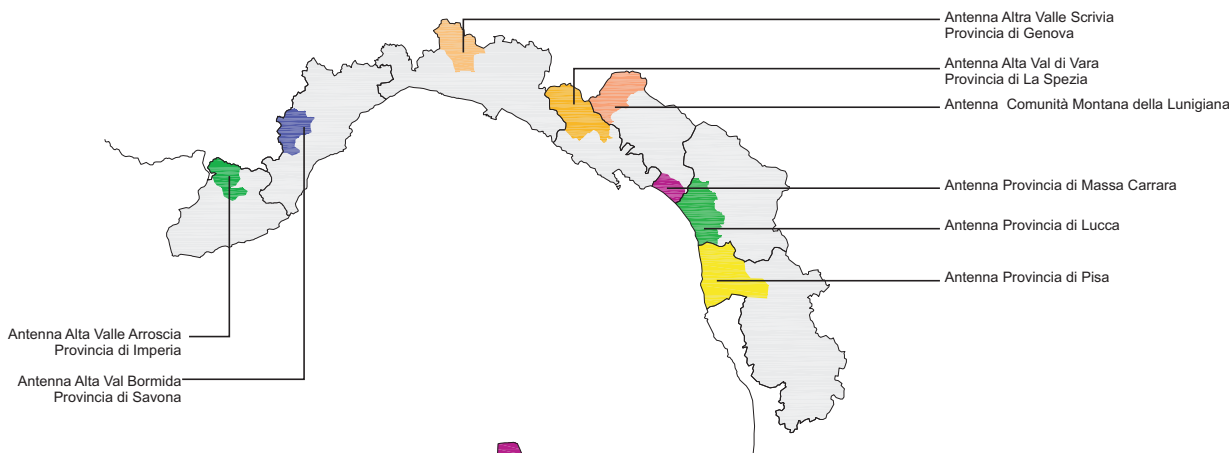 Antenna Altra Valle Scrivia
Provincia di Genova
Antenna Alta Val di Vara
Provincia di La Spezia
Antenna Comunità Montana della Lunigiana
Antenna Provincia di Massa Carrara
Antenna Provincia di Lucca
Antenna Provincia di Pisa
Antenna Alta Valle Arroscia
Provincia di Imperia
Antenna Alta Val Bormida
Provincia di Savona